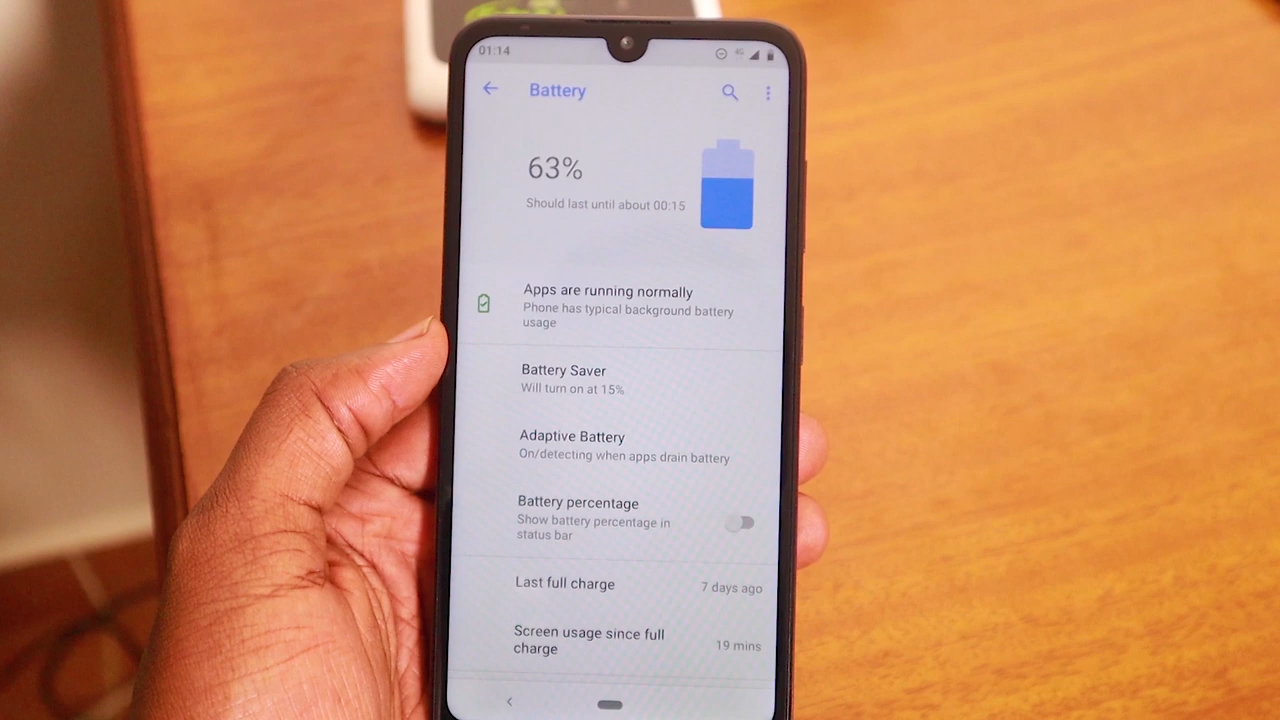 01:14
4G
Battery
63%
Should last until about 00:15
Apps are running normally
Phone has typical background battery
usage
Battery Saver
Will turn on at 15%
Adaptive Battery
On/detecting when apps drain battery
Battery percentage
Show battery percentage in
status bar
Last full charge
7 days ago
Screen usage since full
charge
19 mins